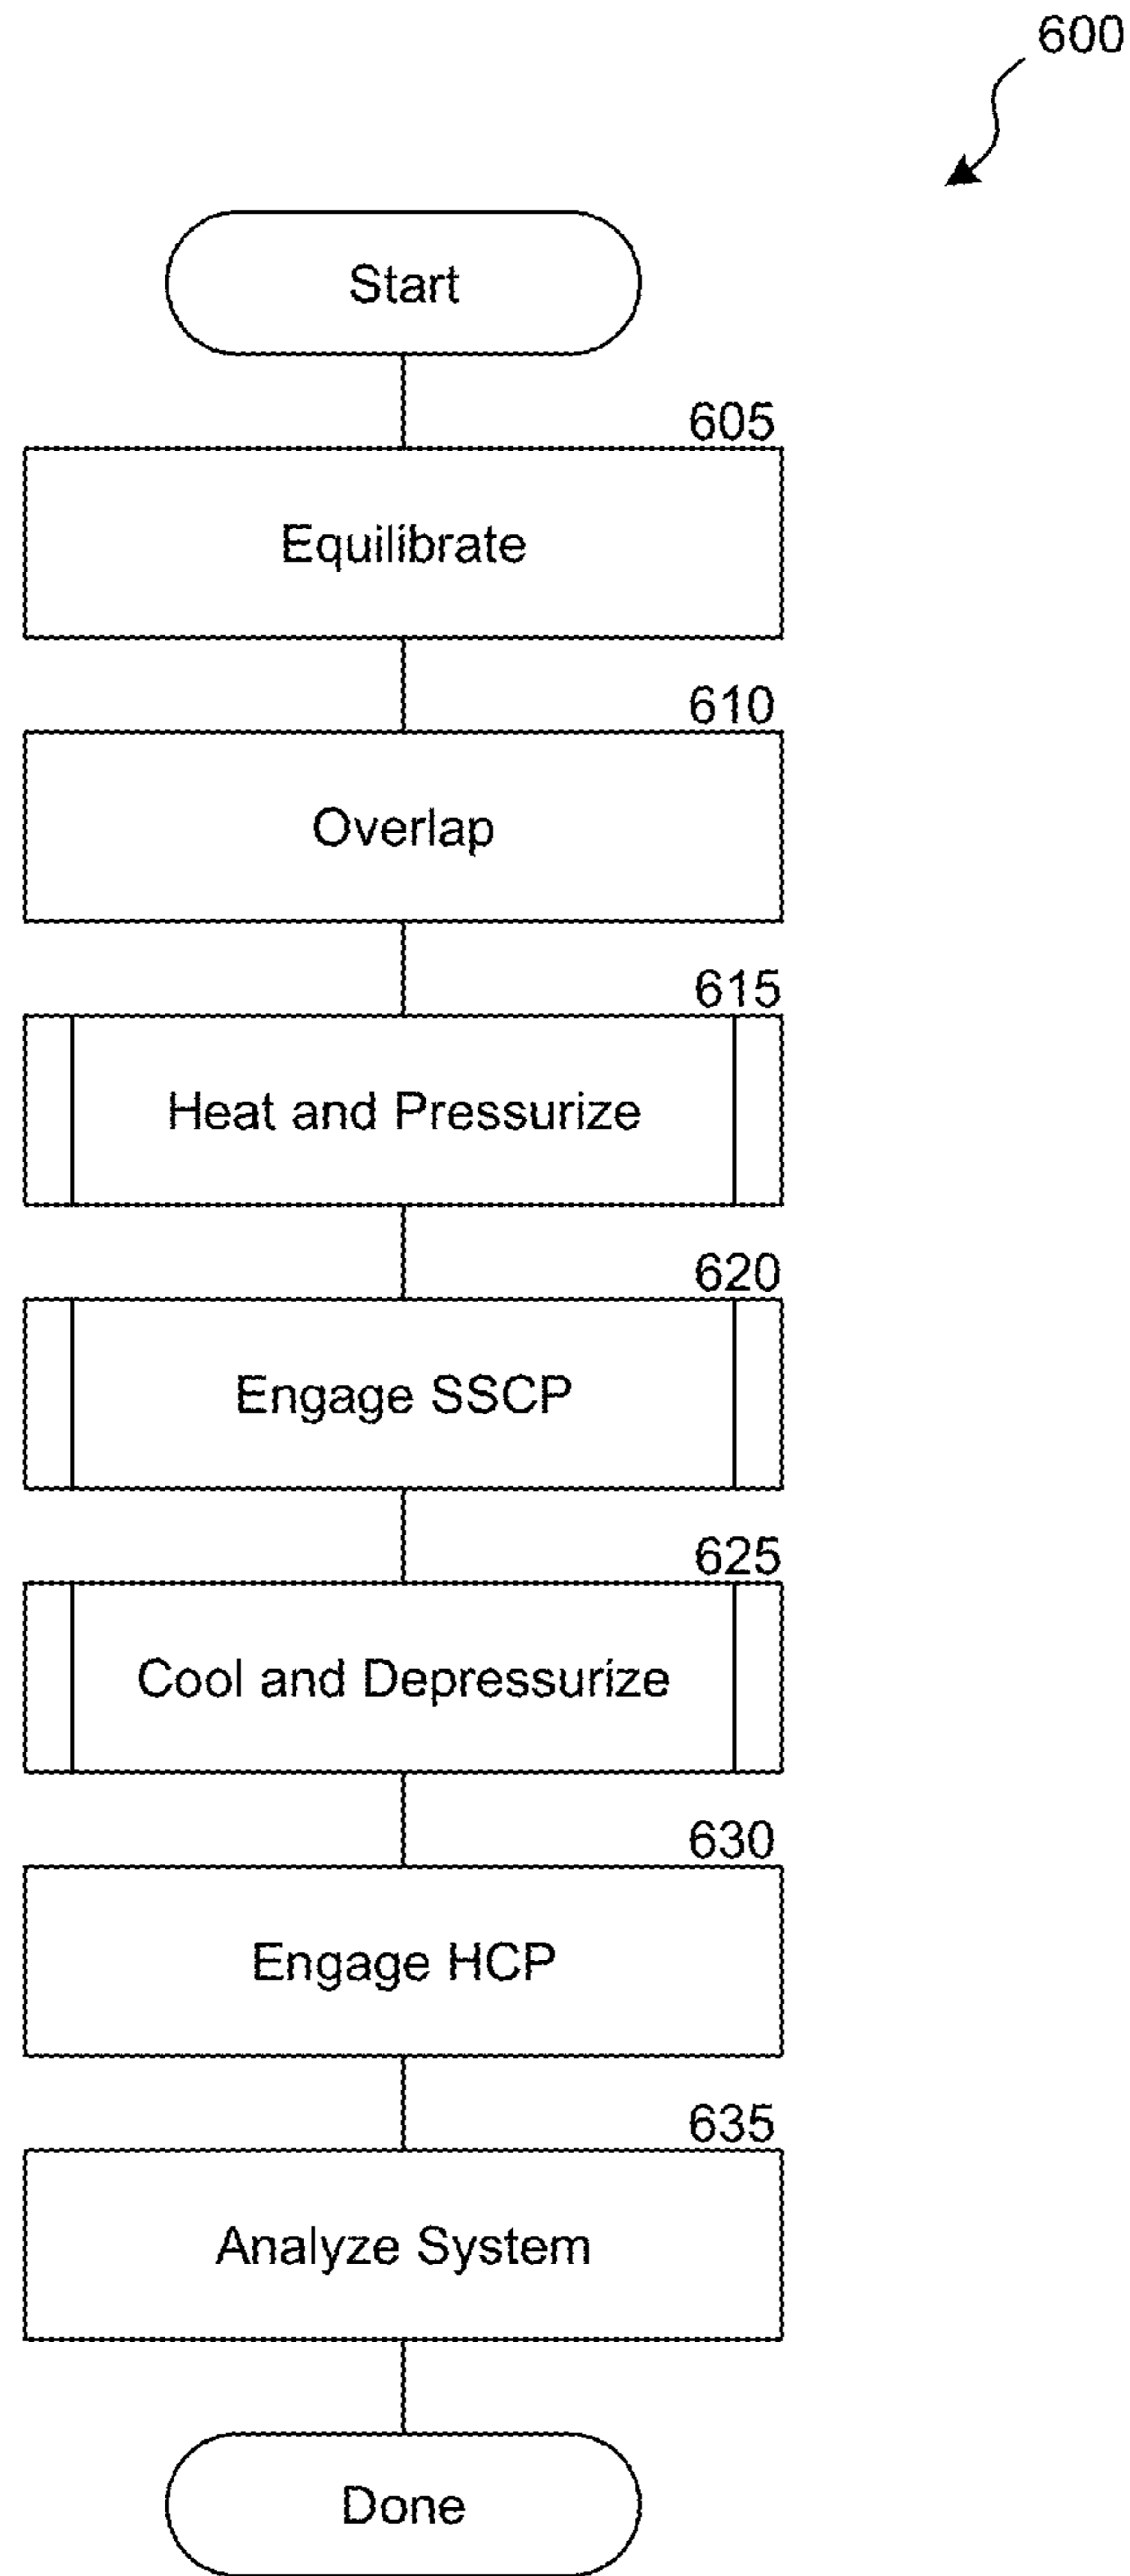 600
Start
605
Equilibrate
610
Overlap
615
Heat and Pressurize
620
Engage SSCP
625
Cool and Depressurize
630
Engage HCP
635
Analyze System
Done